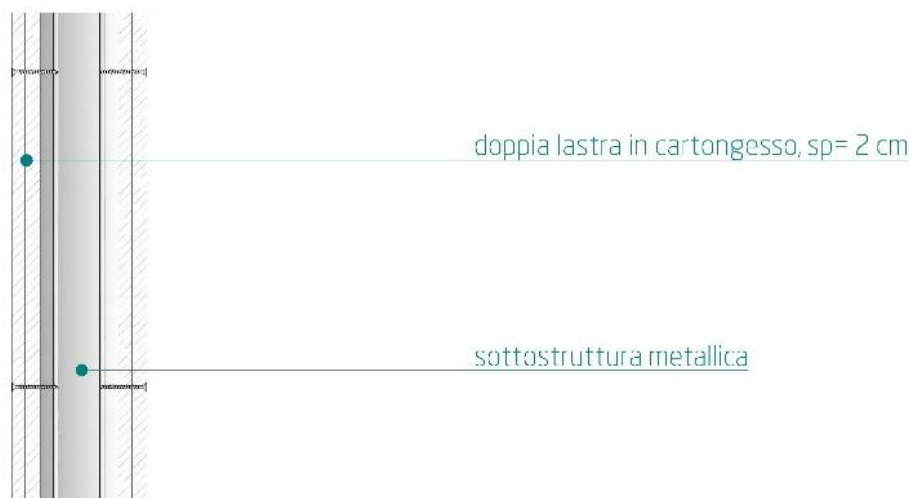 doppia lastra in cartongesso, sp= 2 cm
sottostruttura metallica